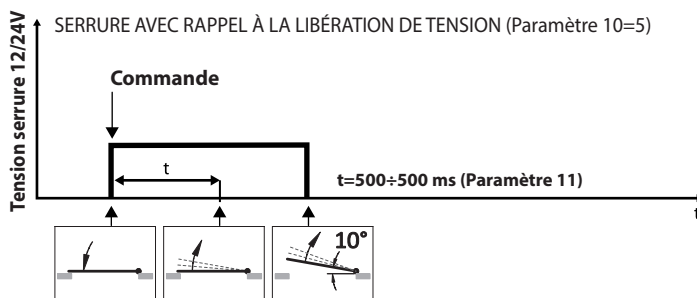 SERRURE AVEC RAPPEL À LA LIBÉRATION DE TENSION (Paramètre 10=5)
Tension serrure 12/24V
Commande
t
t=500÷500 ms (Paramètre 11)
t
10°